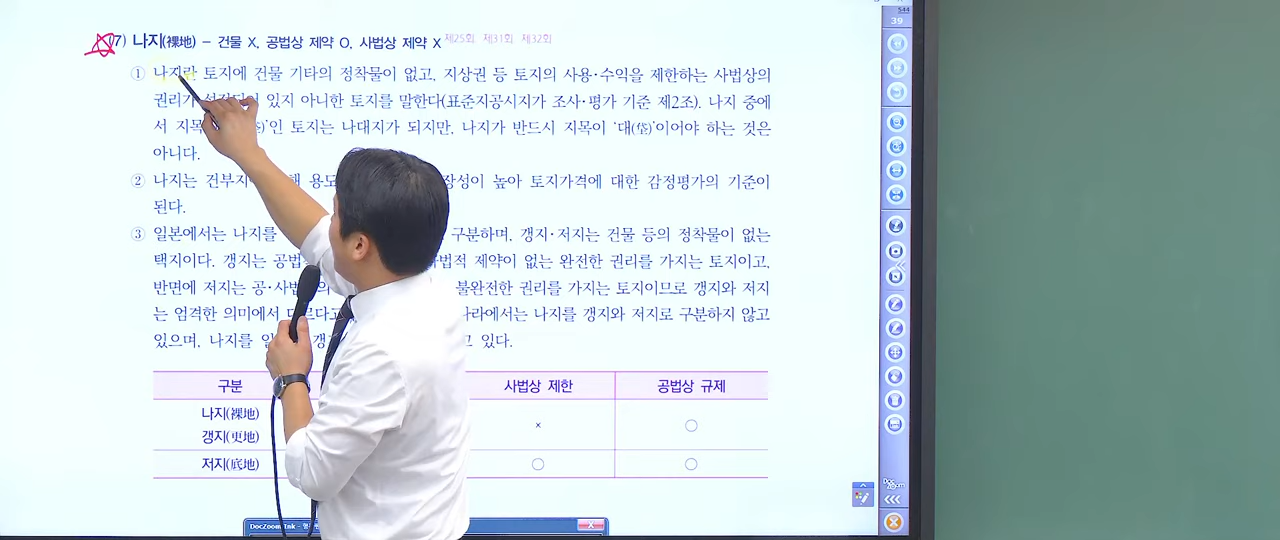 7) 나지(裸地) - 건물 X, 공법상 제약 O, 사법상 제약 X 제25회 제31회 제32회
① 나지란 토지에 건물 기타의 정착물이 없고, 지상권 등 토지의 사용·수익을 제한하는 사법상의
권리가 있지 아니한 토지를 말한다(표준지공시지가 조사·평가 기준 제2조). 나지 중에
서 지목 '인 토지는 나대지가 되지만, 나지가 반드시 지목이 '대(垈)'이어야 하는 것은
아니다.
② 나지는 건부지 용도 장성이 높아 토지가격에 대한 감정평가의 기준이
된다.
③ 일본에서는 나지를 구분하며, 갱지·저지는 건물 등의 정착물이 없는
택지이다. 갱지는 공법 사법적 제약이 없는 완전한 권리를 가지는 토지이고,
반면에 저지는 공·사법 의 불완전한 권리를 가지는 토지이므로 갱지와 저지
는 엄격한 의미에서 다르다고 나라에서는 나지를 갱지와 저지로 구분하지 않고
있으며, 나지를 일 갱 고 있다.
구분 사법상 제한 공법상 규제
나지(裸地)
갱지(更地) × ○
저지(底地) ○ ○
544
39
DocZoom
DocZoom Ink - 형
X